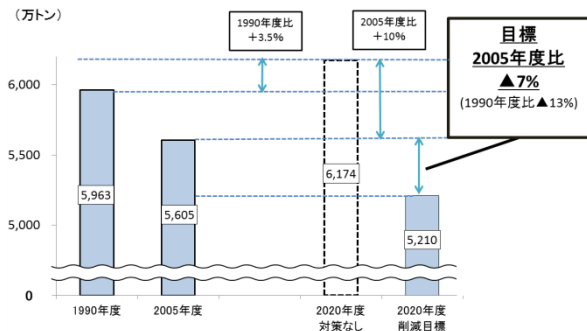 (万トン)
1990年度比
+3.5%
2005年度比
+10%
目標
2005年度比
▲7%
(1990年度比▲13%)
6,000
5,500
5,000
0
5,963
5,605
6,174
5,210
1990年度
2005年度
2020年度
対策なし
2020年度
削減目標